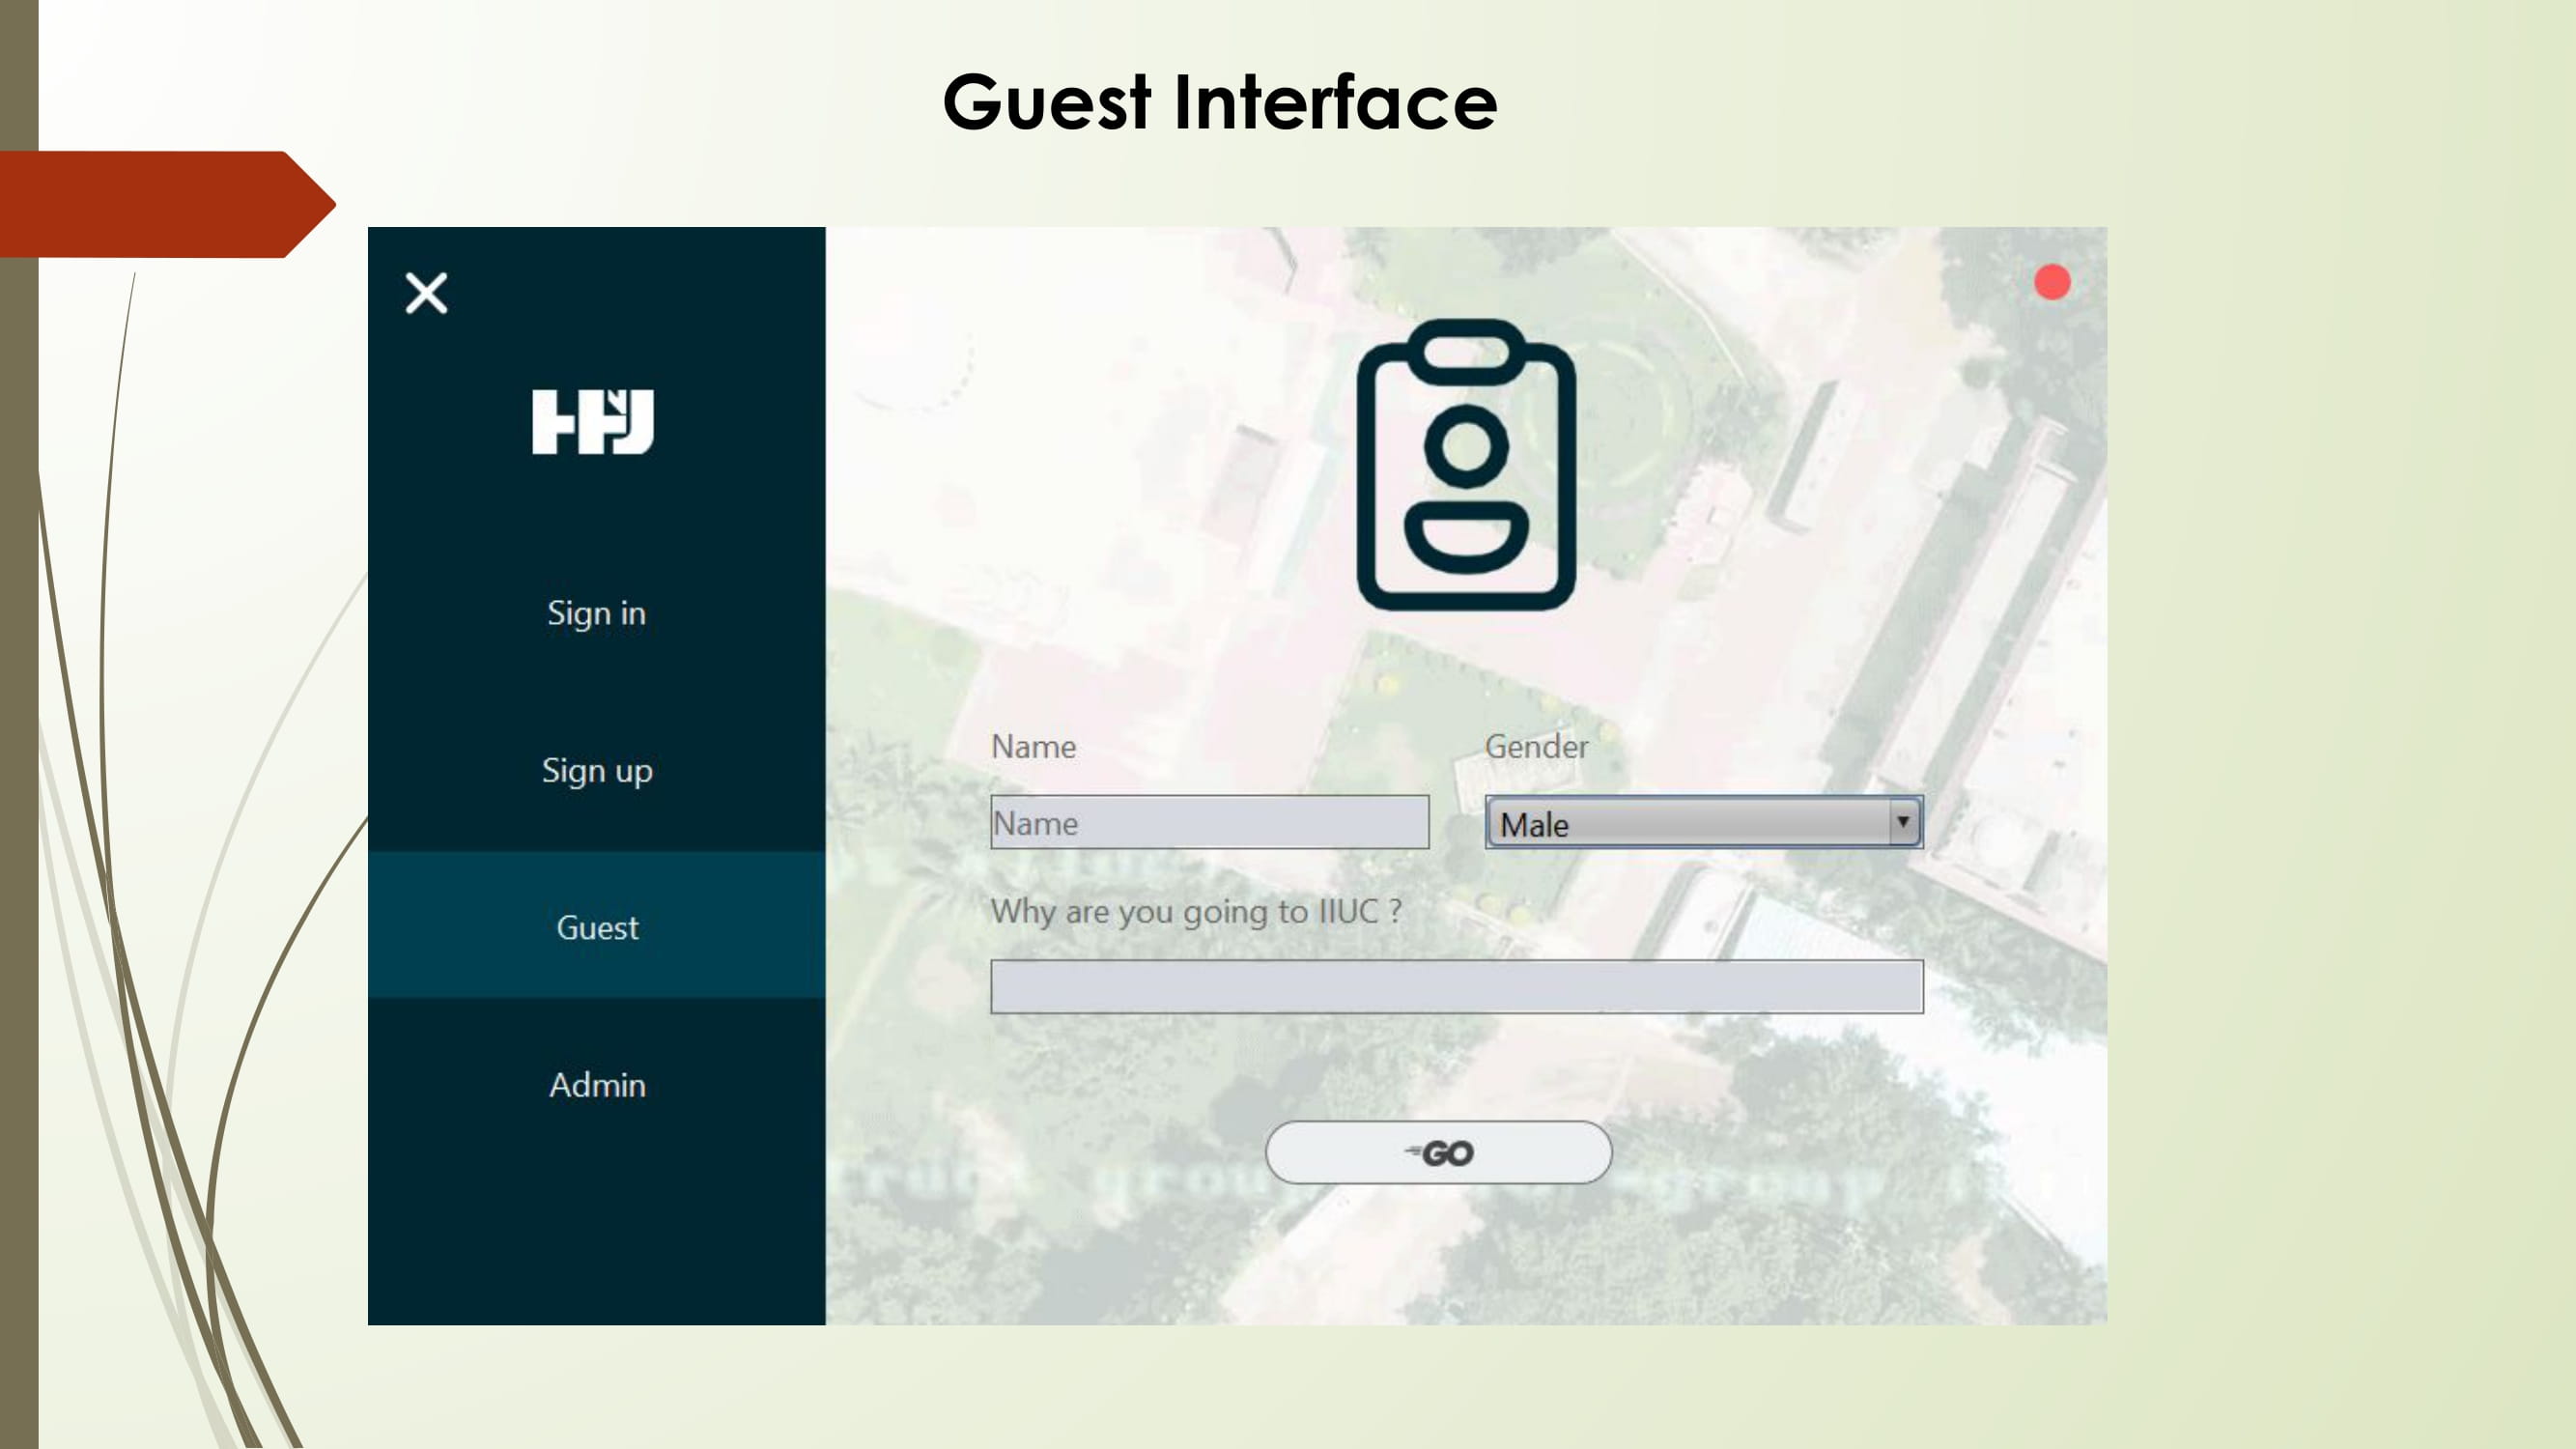 Guest Interface
HNJ
Sign in
Sign up
Guest
Admin
Name
Gender
Name
Male
Why are you going to IIUC ?
GO